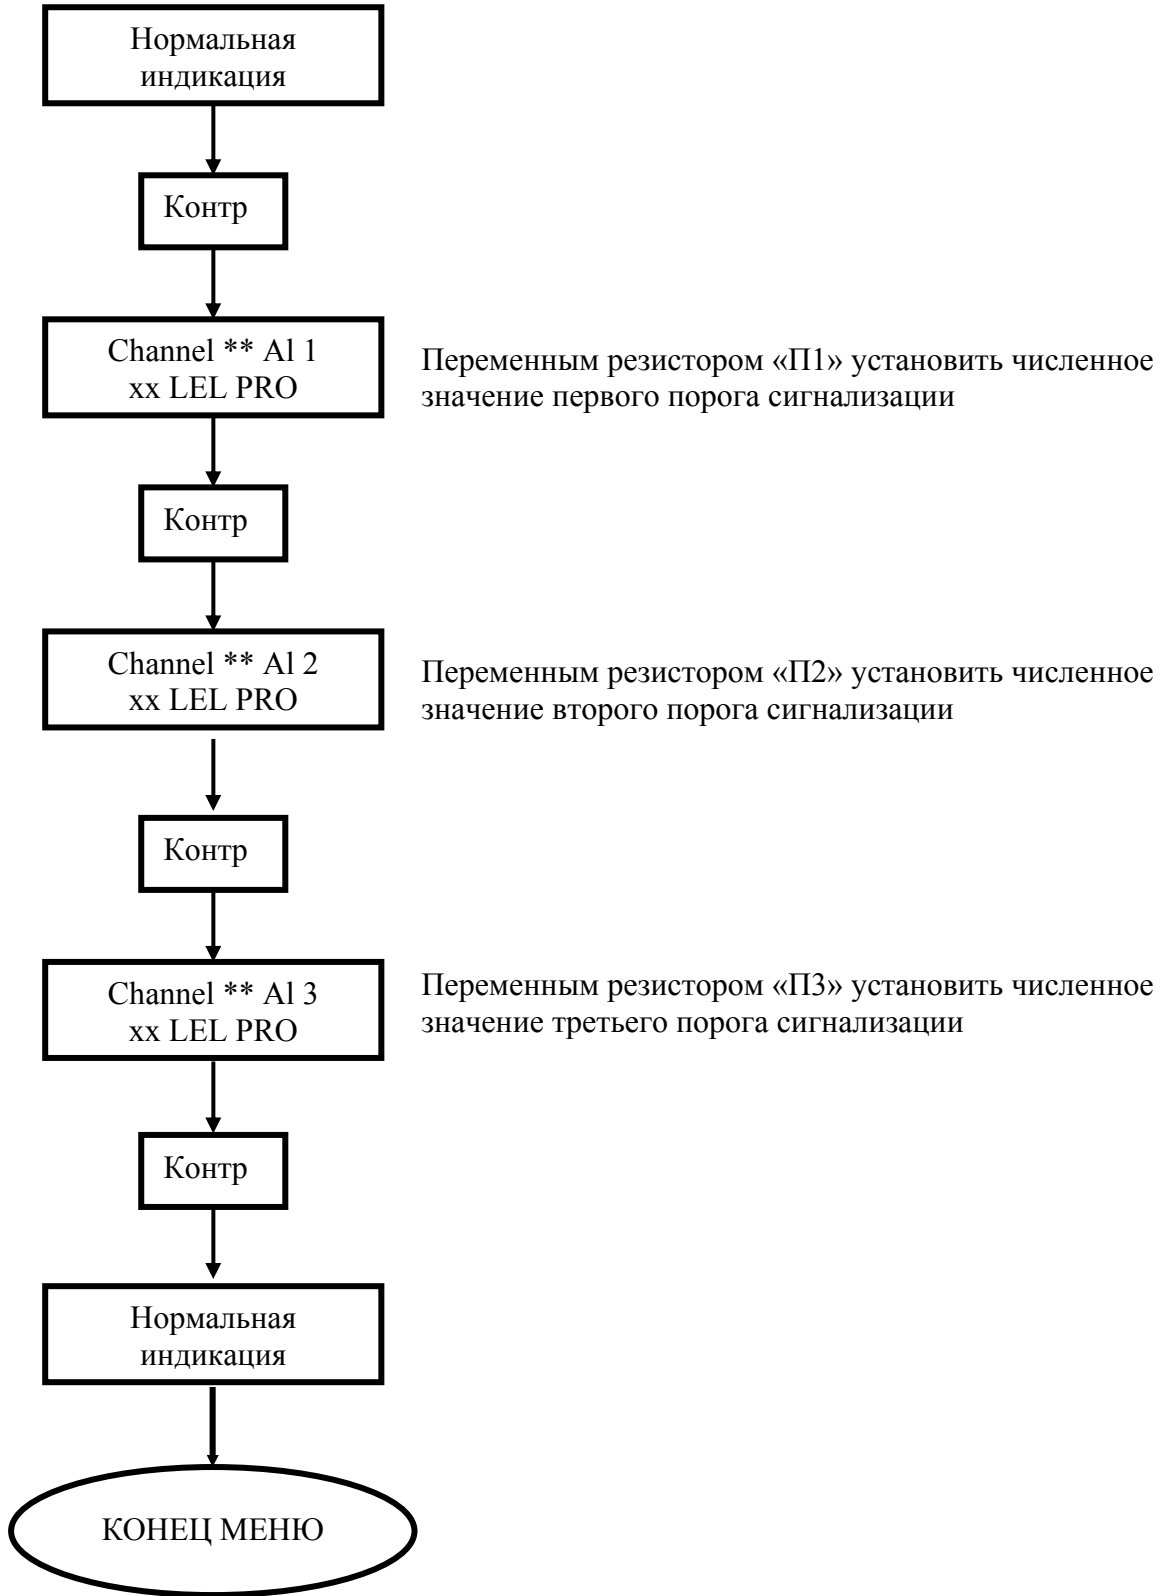 Нормальная
индикация
Контр
Channel ** Al 1
xx LEL PRO
Переменным резистором «П1» установить численное
значение первого порога сигнализации
Контр
Channel ** Al 2
xx LEL PRO
Переменным резистором «П2» установить численное
значение второго порога сигнализации
Контр
Channel ** Al 3
xx LEL PRO
Переменным резистором «П3» установить численное
значение третьего порога сигнализации
Контр
Нормальная
индикация
КОНЕЦ МЕНЮ